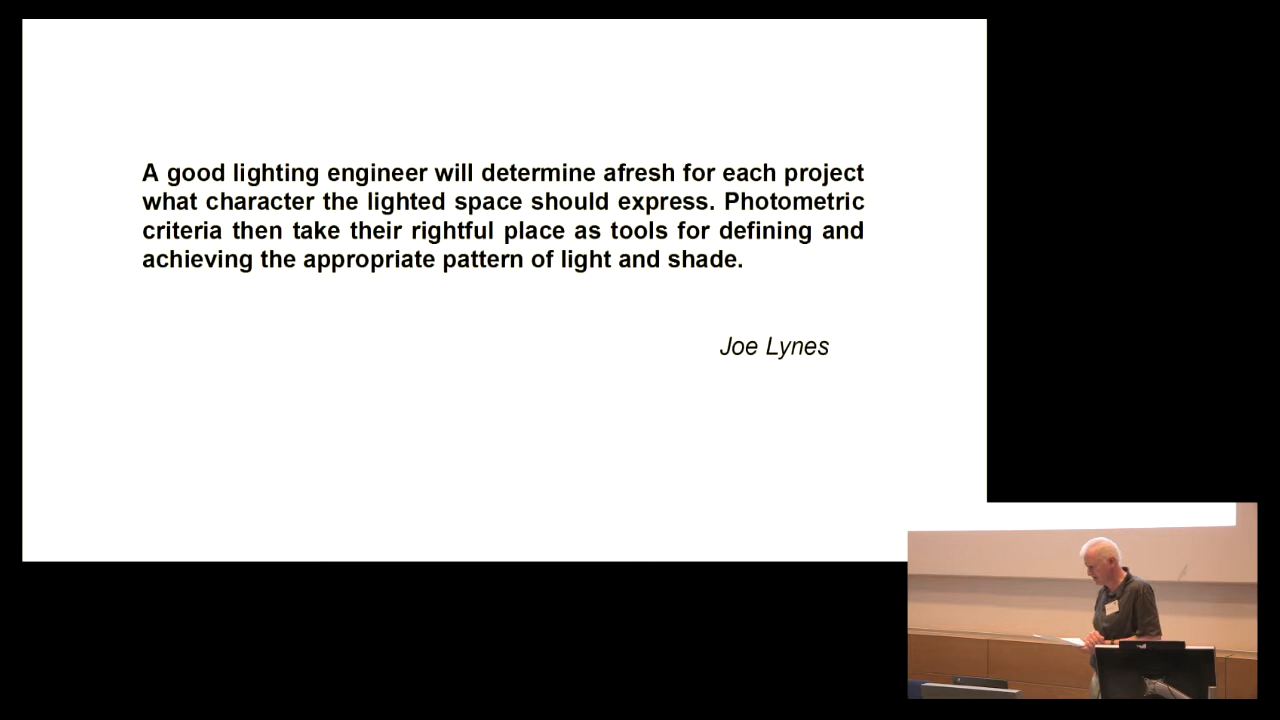 A good lighting engineer will determine afresh for each project
what character the lighted space should express. Photometric
criteria then take their rightful place as tools for defining and
achieving the appropriate pattern of light and shade.
Joe Lynes